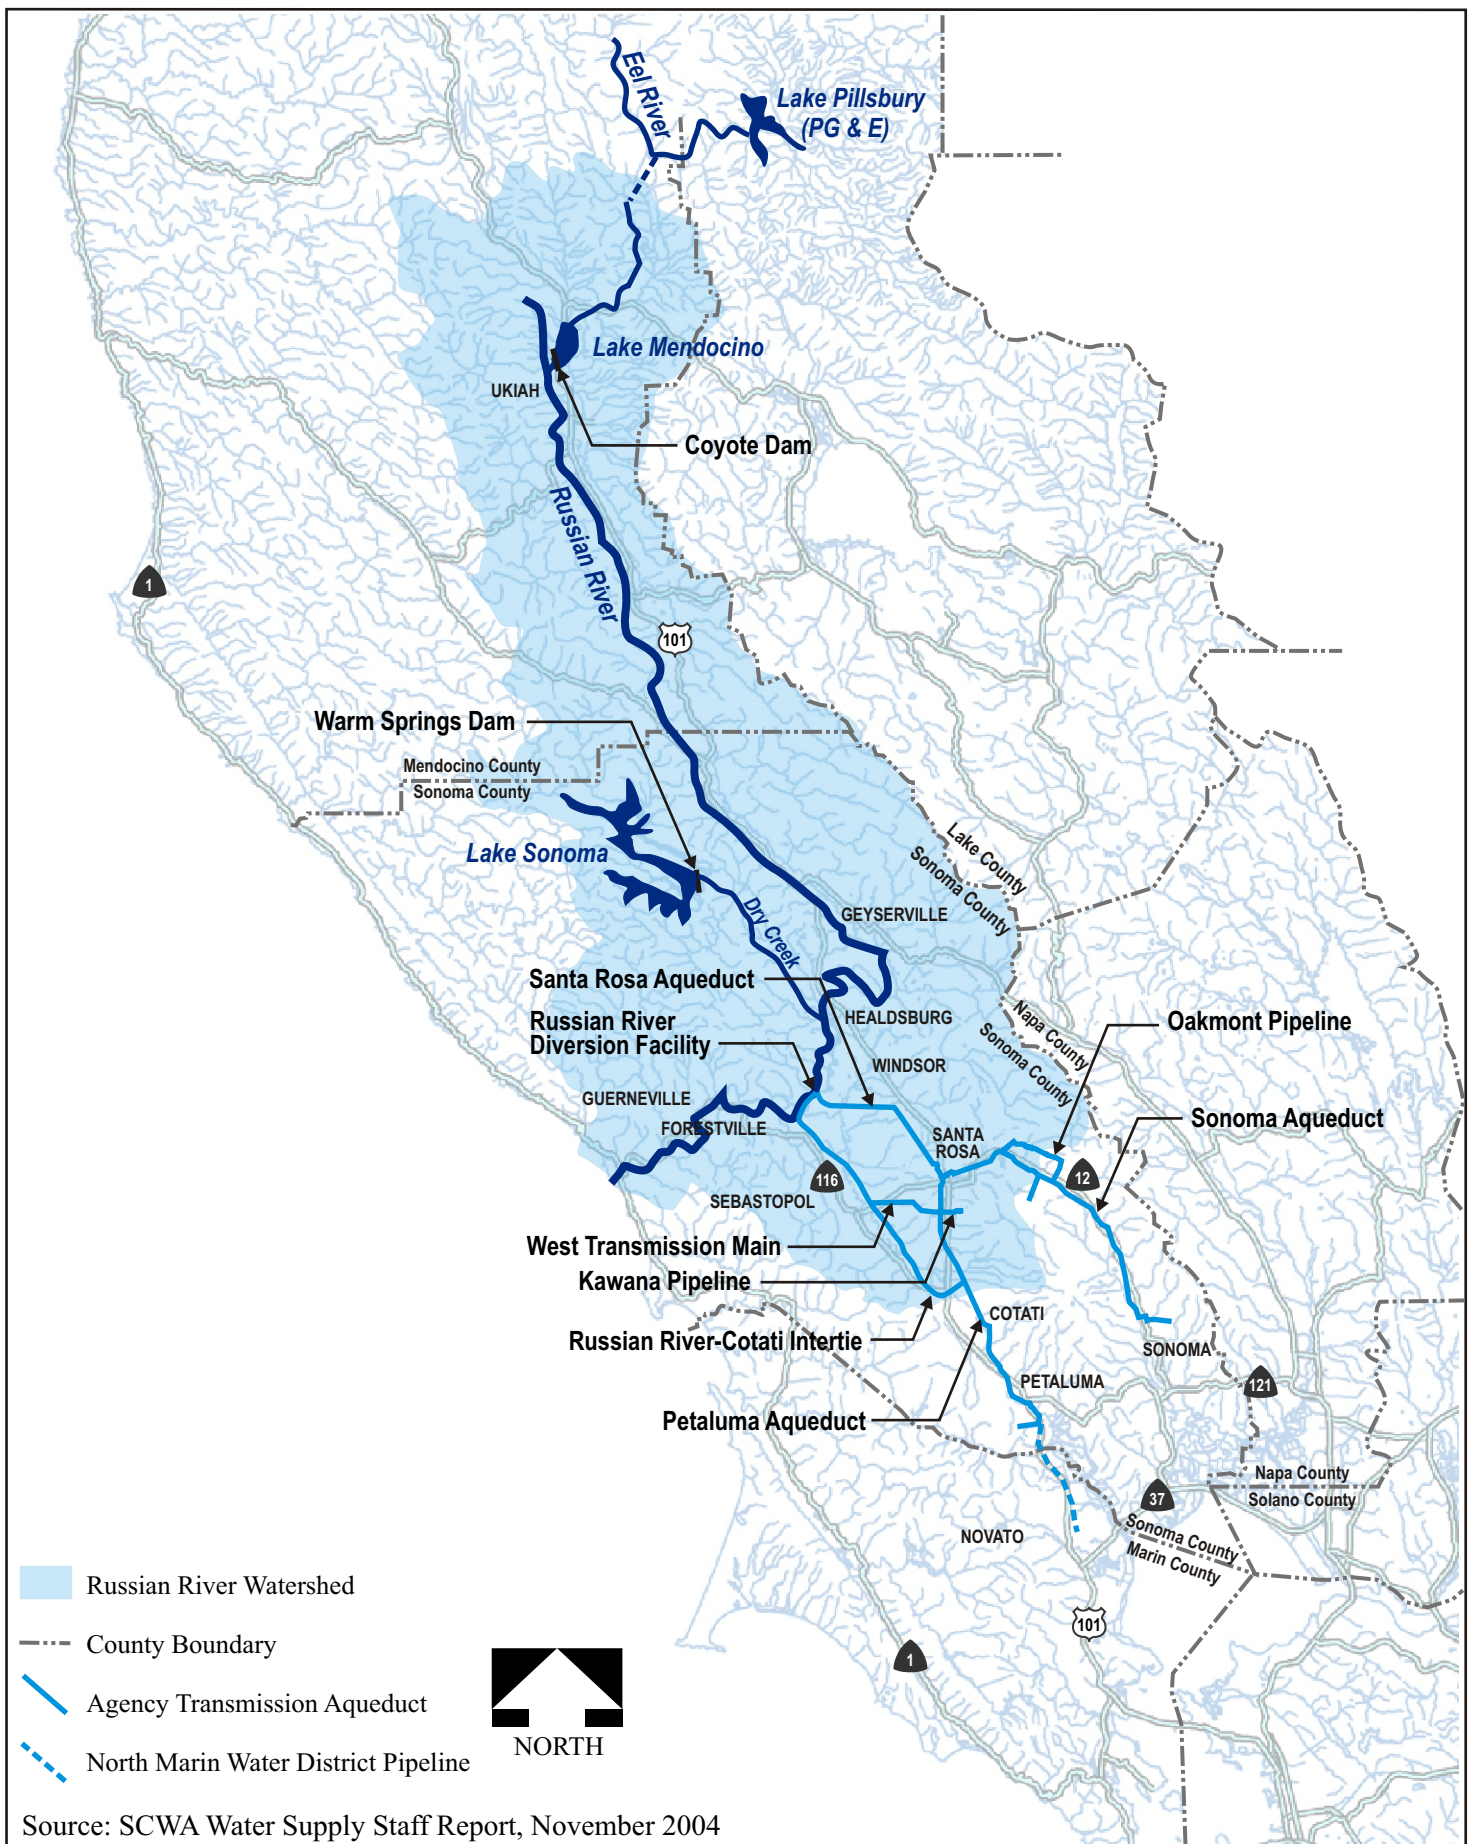 Eel River
Lake Pillsbury
(PG & E)
Lake Mendocino
UKIAH
Coyote Dam
Russian River
1
101
Warm Springs Dam
Mendocino County
Sonoma County
Lake Sonoma
Lake County
Sonoma County
Dry Creek
GEYSERVILLE
Santa Rosa Aqueduct
Russian River
Diversion Facility
HEALDSBURG
Napa County
Sonoma County
Oakmont Pipeline
WINDSOR
GUERNEVILLE
FORESTVILLE
Sonoma Aqueduct
SANTA
ROSA
116
12
SEBASTOPOL
West Transmission Main
Kawana Pipeline
COTATI
Russian River-Cotati Intertie
SONOMA
PETALUMA
121
Petaluma Aqueduct
Napa County
Solano County
37
NOVATO
Sonoma County
Marin County
101
1
Russian River Watershed
County Boundary
Agency Transmission Aqueduct
North Marin Water District Pipeline
NORTH
Source: SCWA Water Supply Staff Report, November 2004